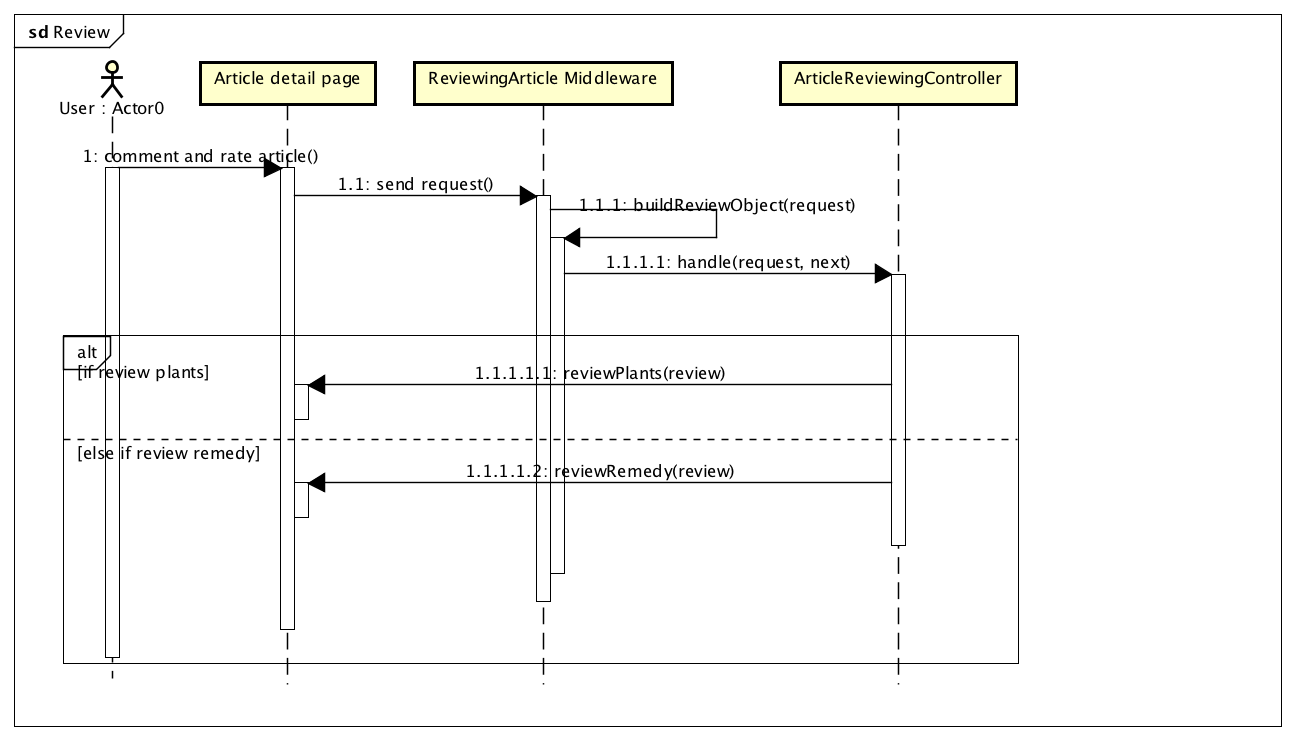 sd Review
User : Actor0
Article detail page
ReviewingArticle Middleware
ArticleReviewingController
1: comment and rate article()
1.1: send request()
1.1.1: buildReviewObject(request)
1.1.1.1: handle(request, next)
alt
[if review plants]
1.1.1.1.1: reviewPlants(review)
[else if review remedy]
1.1.1.1.2: reviewRemedy(review)